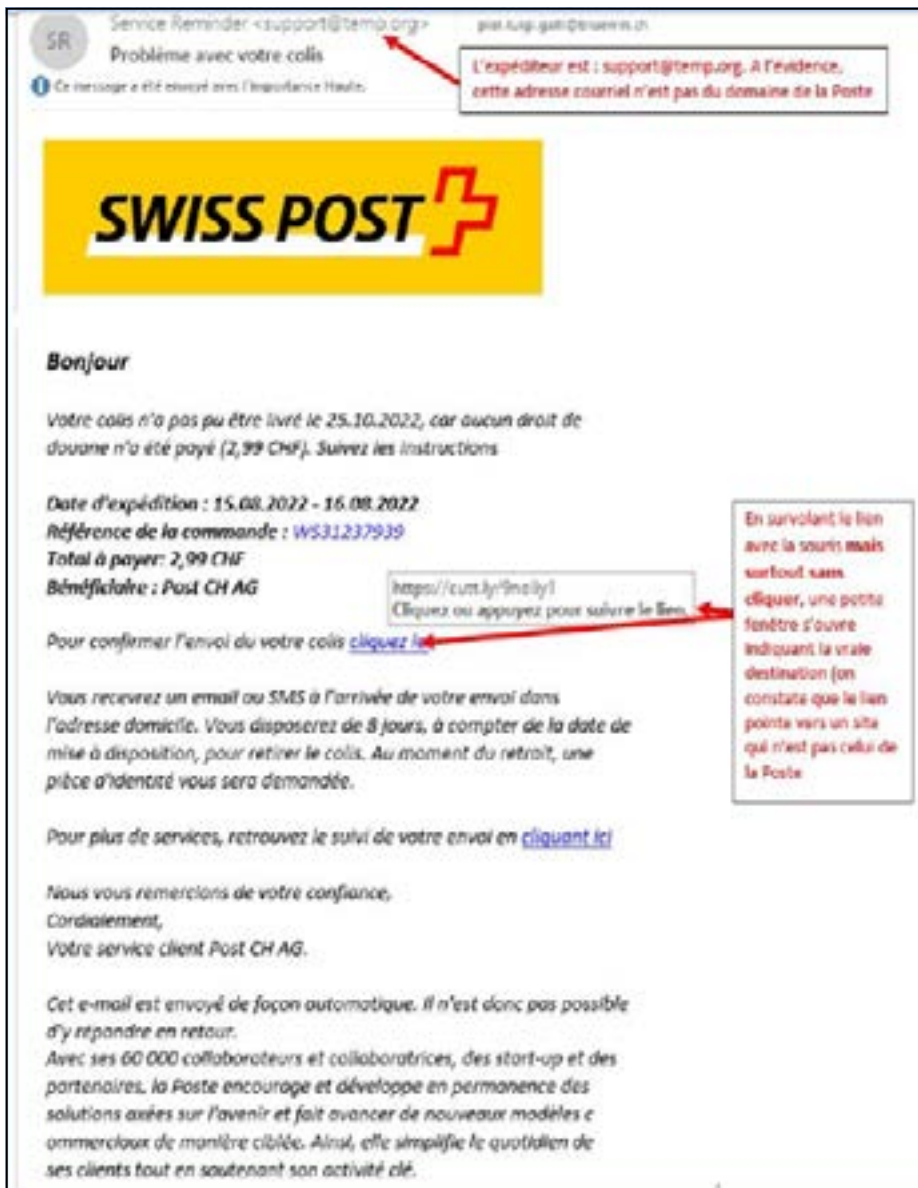 SR
Service Reminder <support@temp.org>
Problème avec votre colis
Ce message a été envoyé avec l'importance Haute.
L'expéditeur est : support@temp.org. A l'evidence,
cette adresse courriel n'est pas du domaine de la Poste
SWISS POST
Bonjour
Votre colis n'a pas pu être livré le 25.10.2022, car aucun droit de
douane n'a été payé (2,99 CHF). Suivez les instructions
Date d'expédition : 15.08.2022 - 16.08.2022
Référence de la commande : WS31237939
Total à payer: 2,99 CHF
Bénéficiaire : Post CH AG
Cliquez ou appuyez pour suivre le lien.
Pour confirmer l'envoi du votre colis cliquez ici
En survolant le lien
avec la souris mais
surtout sans
cliquer, une petite
fenêtre s'ouvre
indiquant la vraie
destination (on
constate que le lien
pointe vers un site
qui n'est pas celui de
la Poste
Vous recevrez un email ou SMS à l'arrivée de votre envoi dans
l'adresse domicile. Vous disposerez de 8 jours, à compter de la date de
mise à disposition, pour retirer le colis. Au moment du retrait, une
pièce d'identité vous sera demandée.
Pour plus de services, retrouvez le suivi de votre envoi en cliquant ici
Nous vous remercions de votre confiance,
Cordialement,
Votre service client Post CH AG.
Cet e-mail est envoyé de façon automatique. Il n'est donc pas possible
d'y répondre en retour.
Avec ses 60 000 collaborateurs et collaboratrices, des start-up et des
partenaires, la Poste encourage et développe en permanence des
solutions axées sur l'avenir et fait avancer de nouveaux modèles c
ommerciaux de manière ciblée. Ainsi, elle simplifie le quotidien de
ses clients tout en soutenant son activité clé.